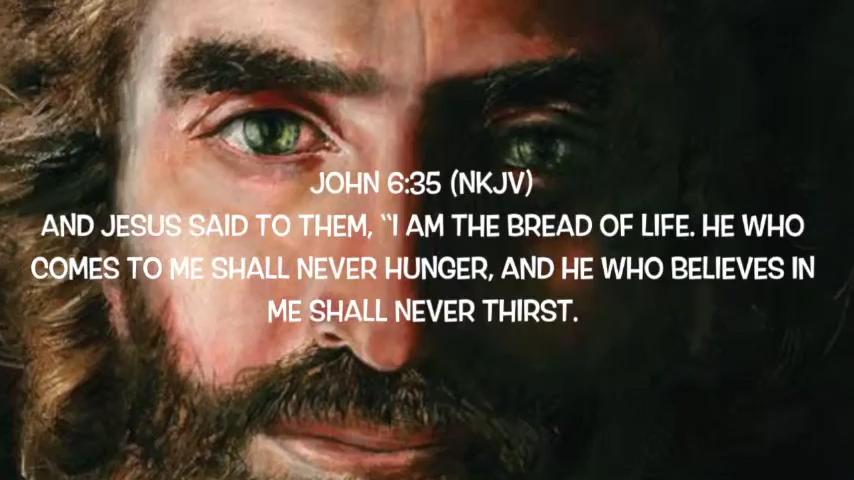 JOHN 6:35 (NKJV)
AND JESUS SAID TO THEM, “I AM THE BREAD OF LIFE. HE WHO
COMES TO ME SHALL NEVER HUNGER, AND HE WHO BELIEVES IN
ME SHALL NEVER THIRST.